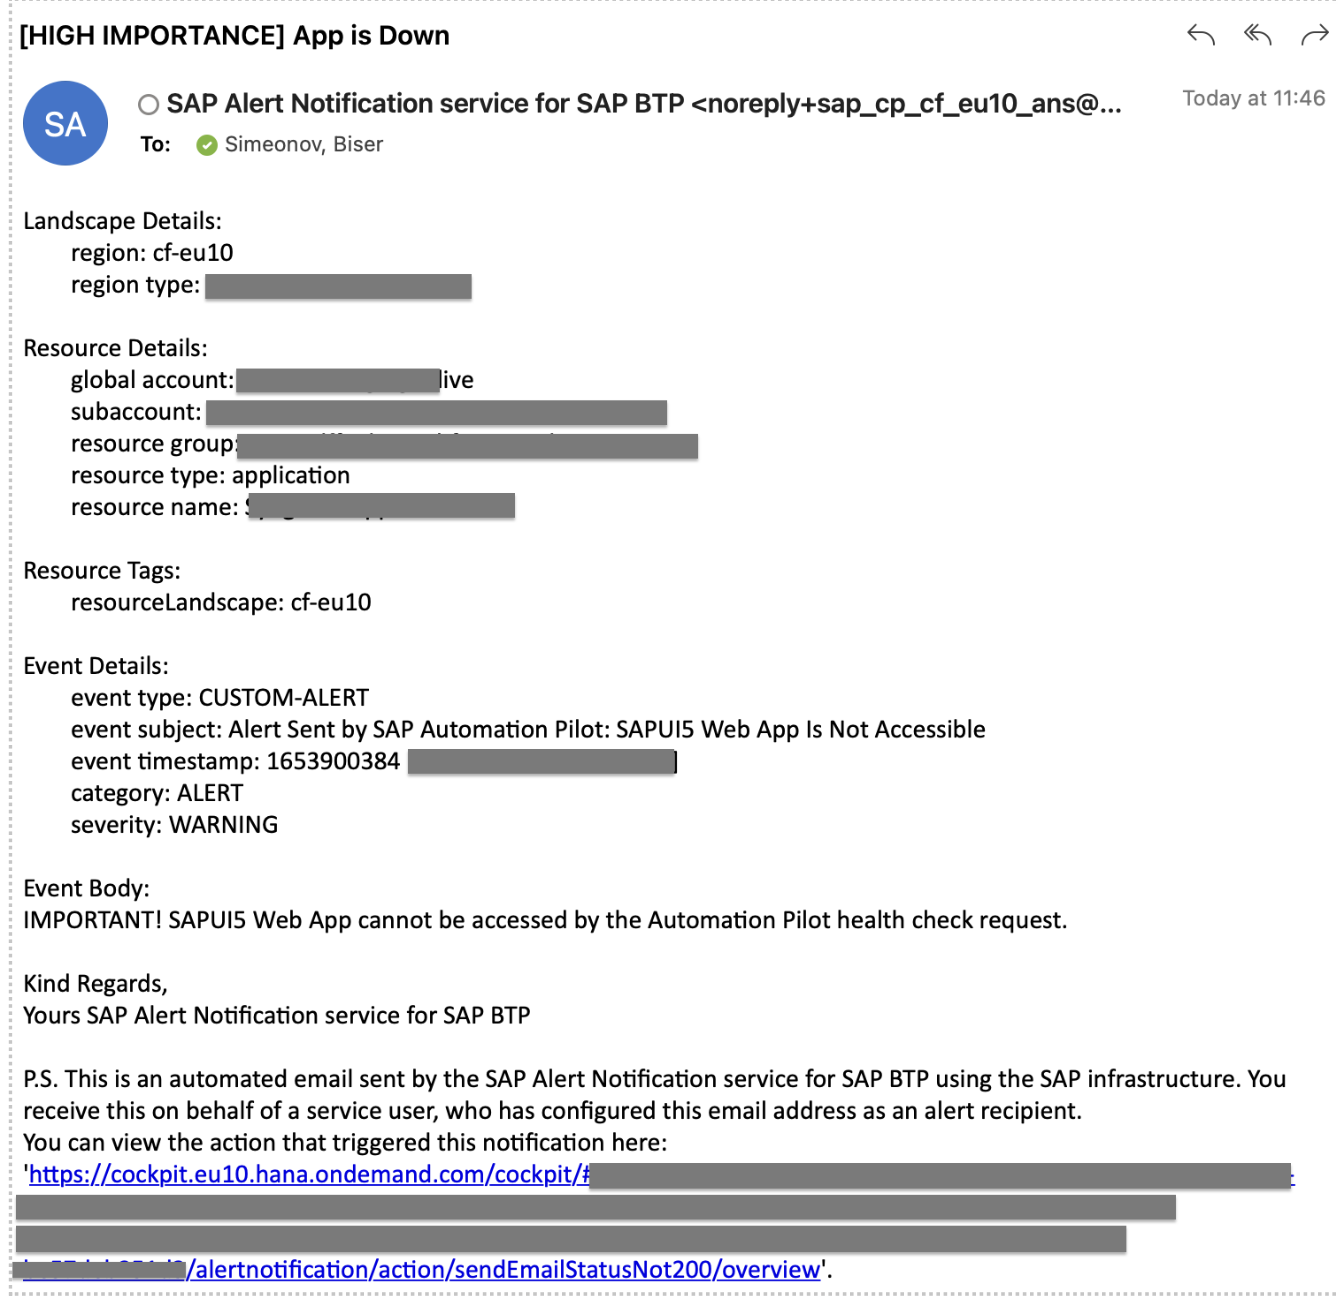 [HIGH IMPORTANCE] App is Down
SA
SAP Alert Notification service for SAP BTP <noreply+sap_cp_cf_eu10_ans@...
Today at 11:46
To: Simeonov, Biser
Landscape Details:
region: cf-eu10
region type:
Resource Details:
global account: live
subaccount:
resource group:
resource type: application
resource name:
Resource Tags:
resourceLandscape: cf-eu10
Event Details:
event type: CUSTOM-ALERT
event subject: Alert Sent by SAP Automation Pilot: SAPUI5 Web App Is Not Accessible
event timestamp: 1653900384
category: ALERT
severity: WARNING
Event Body:
IMPORTANT! SAPUI5 Web App cannot be accessed by the Automation Pilot health check request.
Kind Regards,
Yours SAP Alert Notification service for SAP BTP
P.S. This is an automated email sent by the SAP Alert Notification service for SAP BTP using the SAP infrastructure. You
receive this on behalf of a service user, who has configured this email address as an alert recipient.
You can view the action that triggered this notification here:
'https://cockpit.eu10.hana.ondemand.com/cockpit/#
/alertnotification/action/sendEmailStatusNot200/overview'.